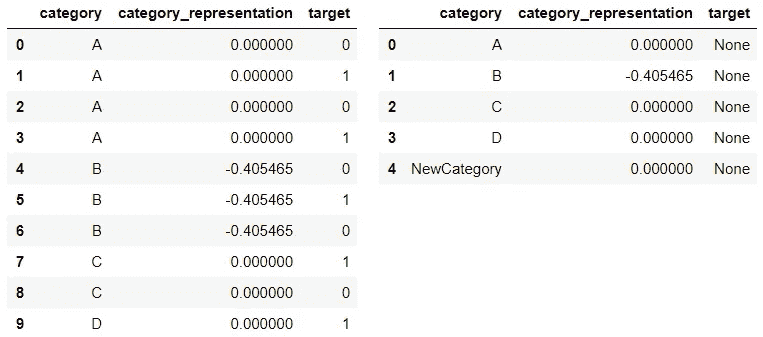 category category_representation target
0 A 0.000000 0
1 A 0.000000 1
2 A 0.000000 0
3 A 0.000000 1
4 B -0.405465 0
5 B -0.405465 1
6 B -0.405465 0
7 C 0.000000 1
8 C 0.000000 0
9 D 0.000000 1
category category_representation target
0 A 0.000000 None
1 B -0.405465 None
2 C 0.000000 None
3 D 0.000000 None
4 NewCategory 0.000000 None